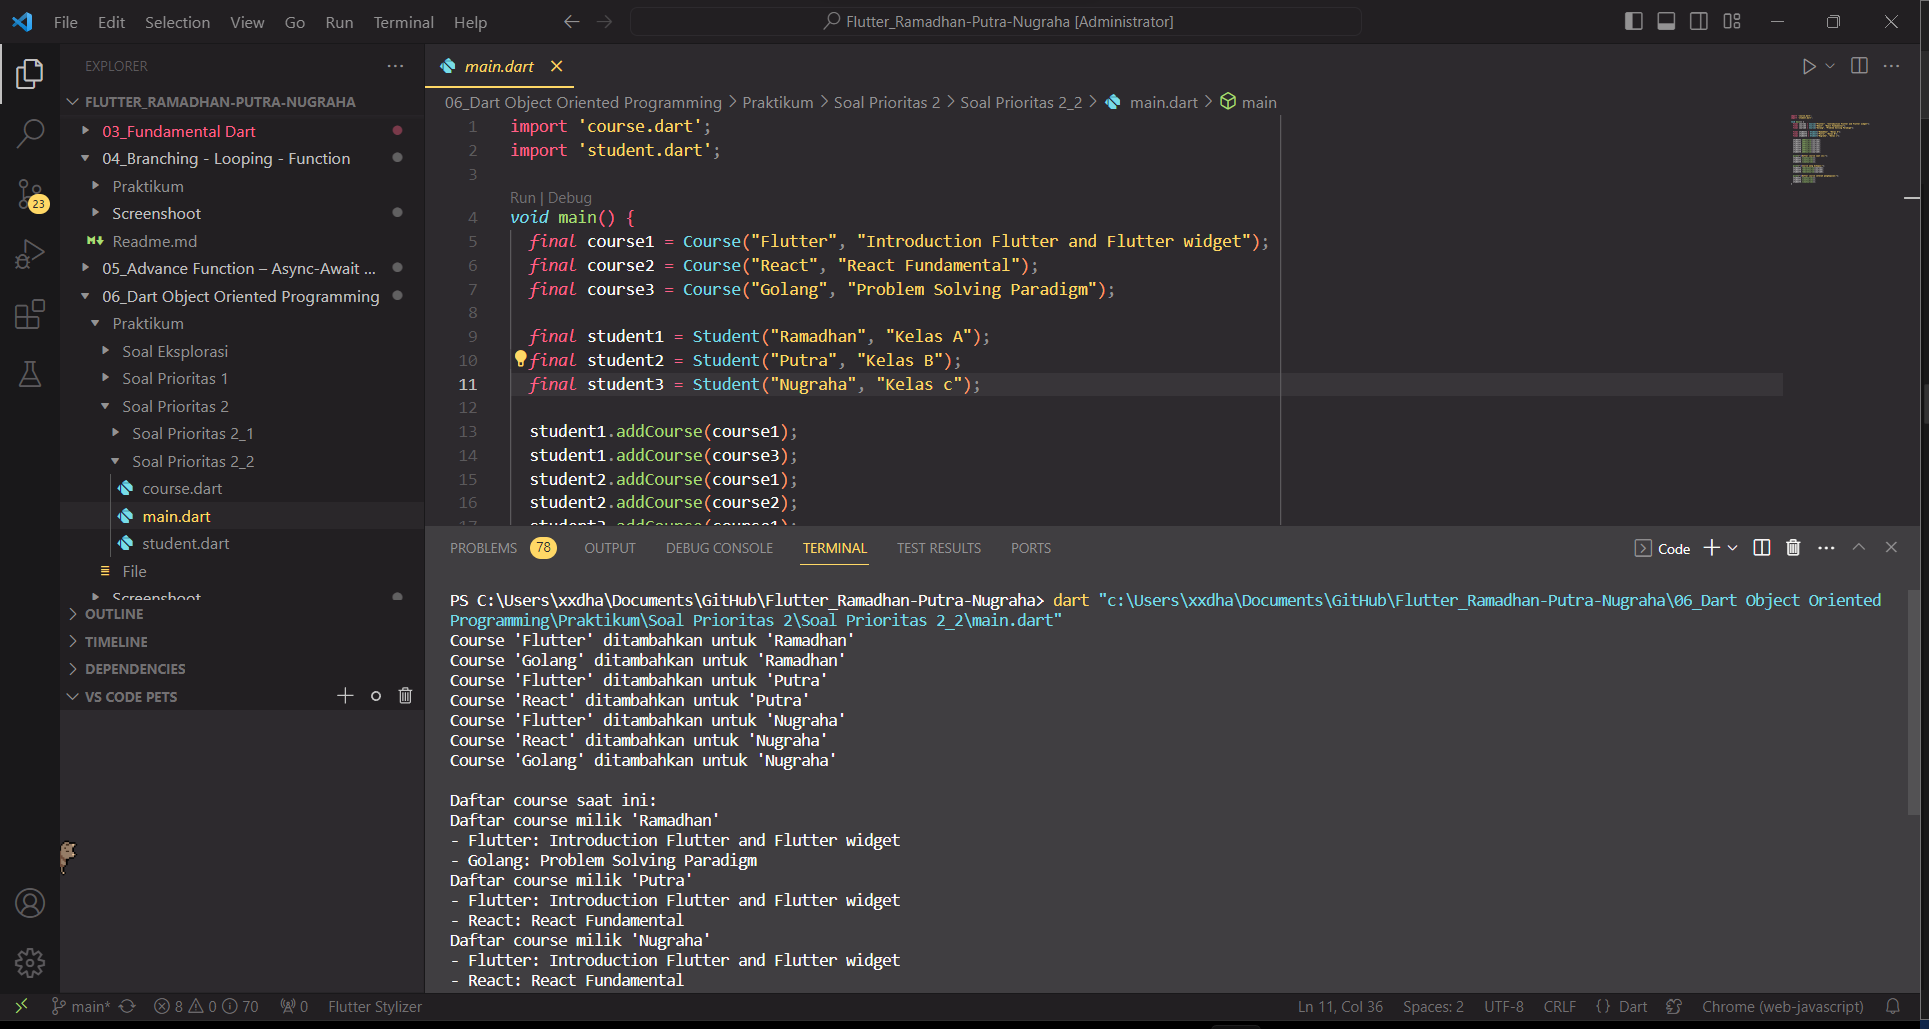 File Edit Selection View Go Run Terminal Help
Flutter_Ramadhan-Putra-Nugraha [Administrator]
EXPLORER
FLUTTER_RAMADHAN-PUTRA-NUGRAHA
03_Fundamental Dart
04_Branching - Looping - Function
Praktikum
Screenshoot
Readme.md
05_Advance Function – Async-Await ...
06_Dart Object Oriented Programming
Praktikum
Soal Eksplorasi
Soal Prioritas 1
Soal Prioritas 2
Soal Prioritas 2_1
Soal Prioritas 2_2
course.dart
main.dart
student.dart
File
Screenshoot
OUTLINE
TIMELINE
DEPENDENCIES
VS CODE PETS
23
main.dart
06_Dart Object Oriented Programming > Praktikum > Soal Prioritas 2 > Soal Prioritas 2_2 > main.dart > main
1 import 'course.dart';
2 import 'student.dart';
3
Run | Debug
4 void main() {
5 final course1 = Course("Flutter", "Introduction Flutter and Flutter widget");
6 final course2 = Course("React", "React Fundamental");
7 final course3 = Course("Golang", "Problem Solving Paradigm");
8
9 final student1 = Student("Ramadhan", "Kelas A");
10 final student2 = Student("Putra", "Kelas B");
11 final student3 = Student("Nugraha", "Kelas c");
12
13 student1.addCourse(course1);
14 student1.addCourse(course3);
15 student2.addCourse(course1);
16 student2.addCourse(course2);
17 student3.addCourse(course1);
PROBLEMS 78 OUTPUT DEBUG CONSOLE TERMINAL TEST RESULTS PORTS
Code
PS C:\Users\xxdha\Documents\GitHub\Flutter_Ramadhan-Putra-Nugraha> dart "c:\Users\xxdha\Documents\GitHub\Flutter_Ramadhan-Putra-Nugraha\06_Dart Object Oriented
Programming\Praktikum\Soal Prioritas 2\Soal Prioritas 2_2\main.dart"
Course 'Flutter' ditambahkan untuk 'Ramadhan'
Course 'Golang' ditambahkan untuk 'Ramadhan'
Course 'Flutter' ditambahkan untuk 'Putra'
Course 'React' ditambahkan untuk 'Putra'
Course 'Flutter' ditambahkan untuk 'Nugraha'
Course 'React' ditambahkan untuk 'Nugraha'
Course 'Golang' ditambahkan untuk 'Nugraha'
Daftar course saat ini:
Daftar course milik 'Ramadhan'
- Flutter: Introduction Flutter and Flutter widget
- Golang: Problem Solving Paradigm
Daftar course milik 'Putra'
- Flutter: Introduction Flutter and Flutter widget
- React: React Fundamental
Daftar course milik 'Nugraha'
- Flutter: Introduction Flutter and Flutter widget
- React: React Fundamental
main* 8 0 70 0 Flutter Stylizer
Ln 11, Col 36 Spaces: 2 UTF-8 CRLF {} Dart Chrome (web-javascript)